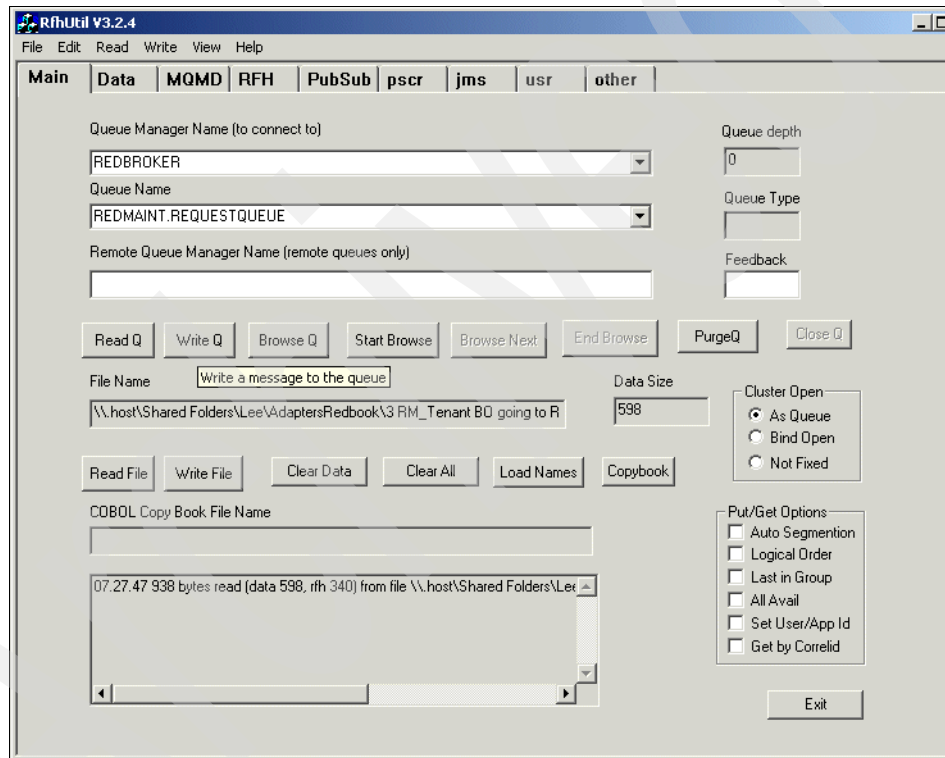 RfhUtil V3.2.4
File Edit Read Write View Help
Main Data MQMD RFH PubSub pscr jms usr other
Queue Manager Name (to connect to)
Queue depth
REDBROKER
0
Queue Name
Queue Type
REDMAINT.REQUESTQUEUE
Remote Queue Manager Name (remote queues only)
Feedback
Read Q Write Q Browse Q Start Browse Browse Next End Browse PurgeQ Close Q
Write a message to the queue
File Name
Data Size
Cluster Open
\\.host\Shared Folders\Lee\AdaptersRedbook\3 RM_Tenant BO going to R
598
As Queue
Bind Open
Not Fixed
Read File Write File Clear Data Clear All Load Names Copybook
COBOL Copy Book File Name
Put/Get Options
Auto Segmention
Logical Order
Last in Group
All Avail
Set User/App Id
Get by Correlid
07.27.47 938 bytes read (data 598, rfh 340) from file \\.host\Shared Folders\Lee
Exit